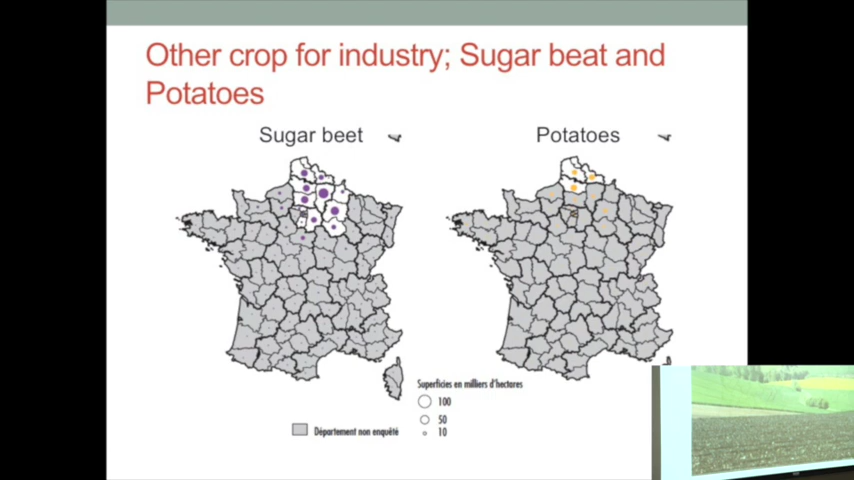 Other crop for industry; Sugar beat and
Potatoes
Sugar beet
Potatoes
Superficies en milliers d'hectares
100
50
10
Département non enquêté